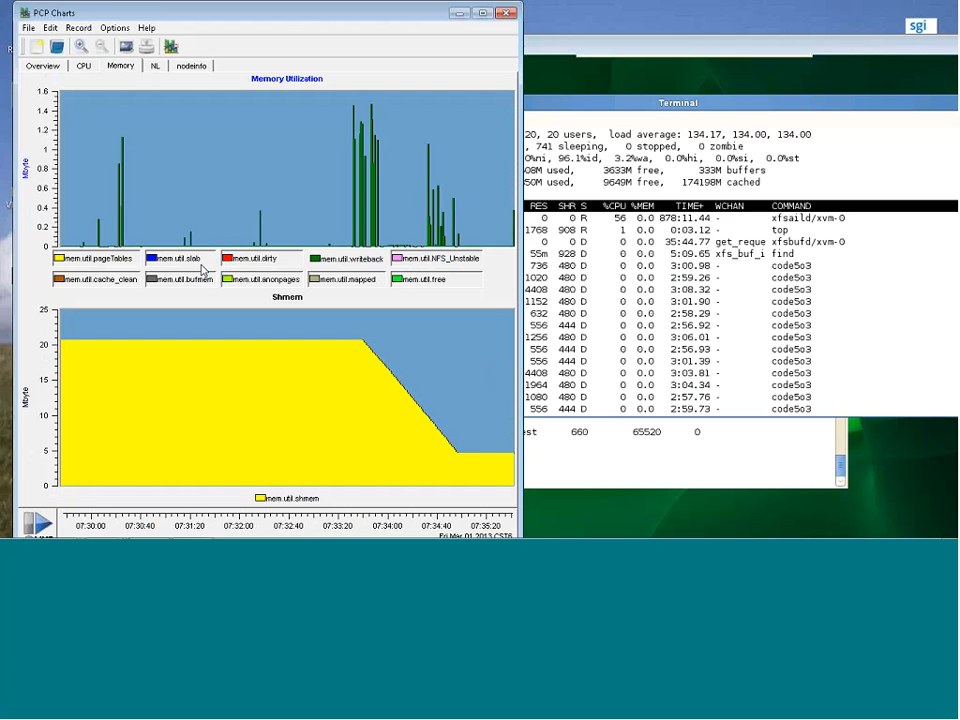 PCP Charts
File Edit Record Options Help
Overview CPU Memory NL nodeinfo
Memory Utilization
1.6
1.4
1.2
1
0.8
0.6
0.4
0.2
0
Mbyte
mem.util.pageTables mem.util.slab mem.util.dirty mem.util.writeback mem.util.NFS_Unstable
mem.util.cache_clean mem.util.bufmem mem.util.anonpages mem.util.mapped mem.util.free
Shmem
25
20
15
10
5
0
Mbyte
mem.util.shmem
07:30:00 07:30:40 07:31:20 07:32:00 07:32:40 07:33:20 07:34:00 07:34:40 07:35:20
Fri Mar 01 2013 CST6
sgi
Terminal
20, 20 users, load average: 134.17, 134.00, 134.00
, 741 sleeping, 0 stopped, 0 zombie
0%ni, 96.1%id, 3.2%wa, 0.0%hi, 0.0%si, 0.0%st
08M used, 3633M free, 333M buffers
50M used, 9649M free, 174198M cached
RES SHR S %CPU %MEM TIME+ WCHAN COMMAND
0 0 R 56 0.0 878:11.44 xfsaild/xvm-0
1768 908 R 1 0.0 0:03.12 - top
0 0 D 0 0.0 35:44.77 get_reque xfsbufd/xvm-0
55m 928 D 0 0.0 5:09.65 xfs_buf_i find
736 480 D 0 0.0 3:00.98 - code5o3
1020 480 D 0 0.0 2:59.26 - code5o3
4408 480 D 0 0.0 3:08.32 - code5o3
1152 480 D 0 0.0 3:01.90 - code5o3
632 480 D 0 0.0 2:58.29 - code5o3
556 444 D 0 0.0 2:56.92 - code5o3
1256 480 D 0 0.0 3:06.01 - code5o3
556 444 D 0 0.0 2:56.93 - code5o3
556 444 D 0 0.0 3:01.39 - code5o3
4408 480 D 0 0.0 3:03.81 - code5o3
1964 480 D 0 0.0 3:04.34 - code5o3
1080 480 D 0 0.0 2:57.76 - code5o3
556 444 D 0 0.0 2:59.73 - code5o3
st 660 65520 0